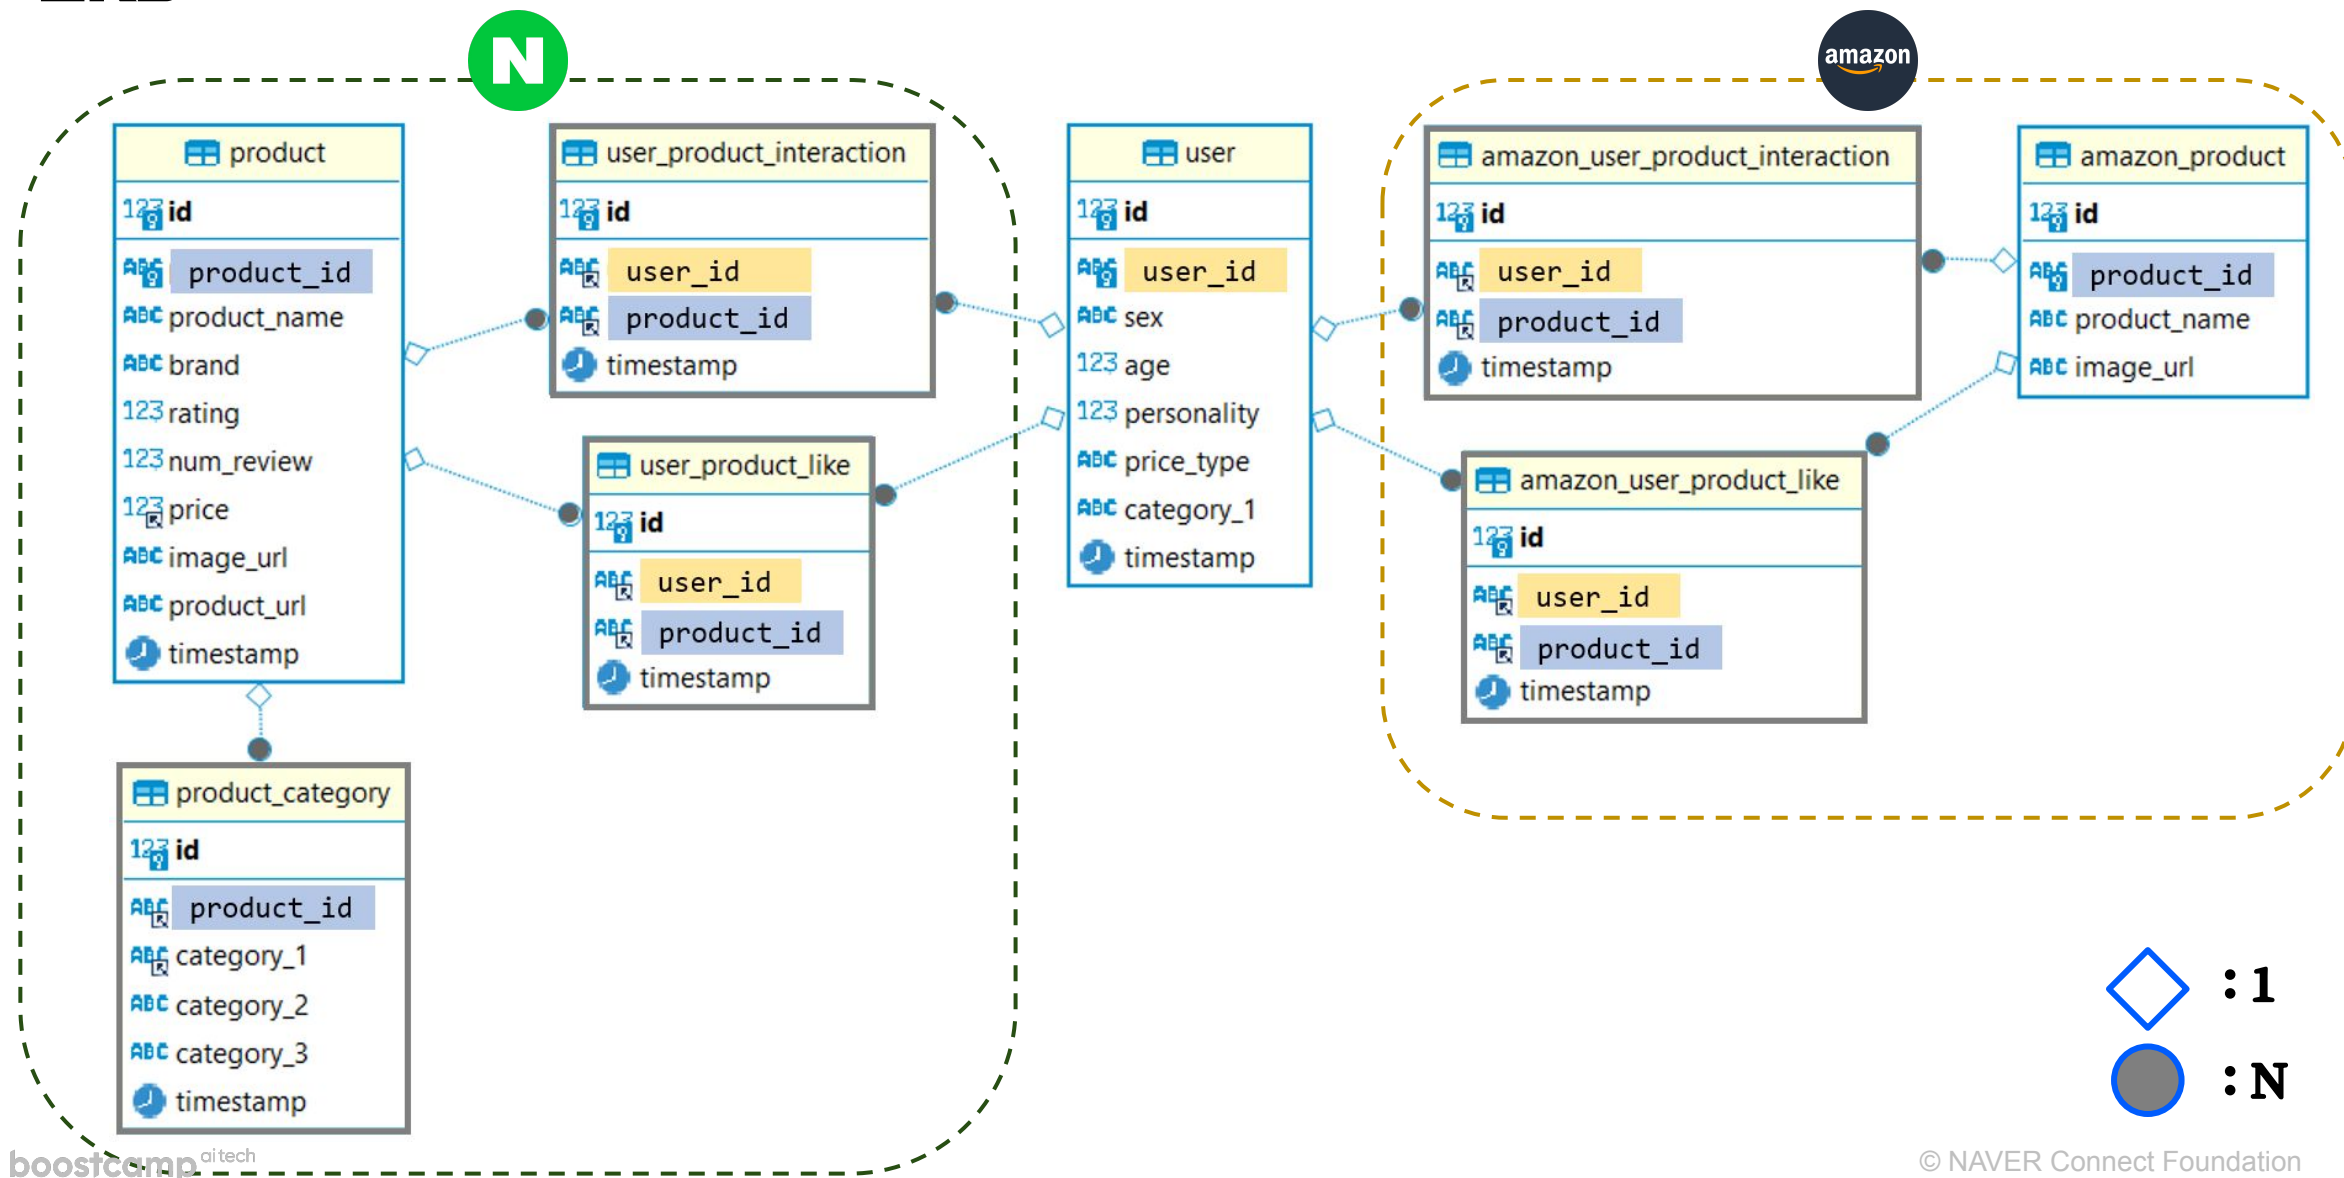 N
amazon
product
id
product_id
product_name
brand
rating
num_review
price
image_url
product_url
timestamp
product_category
id
product_id
category_1
category_2
category_3
timestamp
user_product_interaction
id
user_id
product_id
timestamp
user_product_like
id
user_id
product_id
timestamp
user
id
user_id
sex
age
personality
price_type
category_1
timestamp
amazon_user_product_interaction
id
user_id
product_id
timestamp
amazon_user_product_like
id
user_id
product_id
timestamp
amazon_product
id
product_id
product_name
image_url
: 1
: N
boostcamp ai tech
© NAVER Connect Foundation